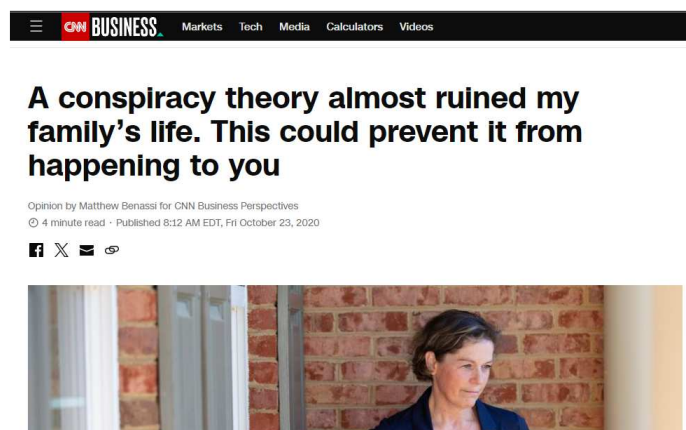 CNN BUSINESS Markets Tech Media Calculators Videos
A conspiracy theory almost ruined my
family's life. This could prevent it from
happening to you
Opinion by Matthew Benassi for CNN Business Perspectives
4 minute read · Published 8:12 AM EDT, Fri October 23, 2020